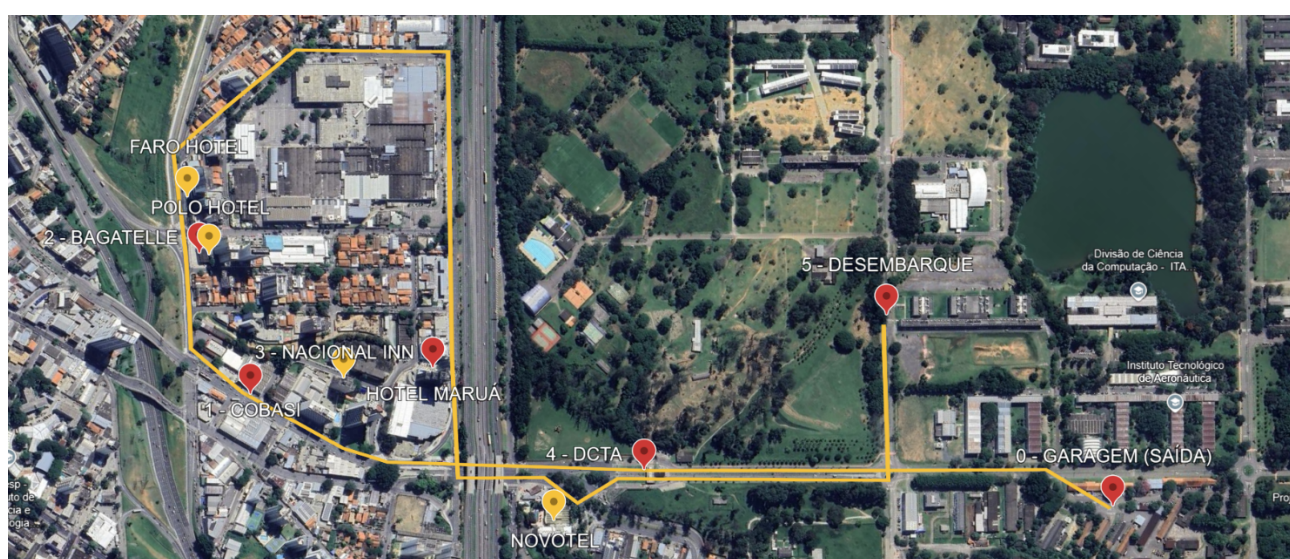 FARO HOTEL
POLO HOTEL
2 - BAGATELLE
5 - DESEMBARQUE
Divisão de Ciência
da Computação - ITA
3 - NACIONAL INN
HOTEL MARUÁ
1 - COBASI
Instituto Tecnológico
de Aeronáutica
4 - DCTA
0 - GARAGEM (SAÍDA)
NOVOTEL